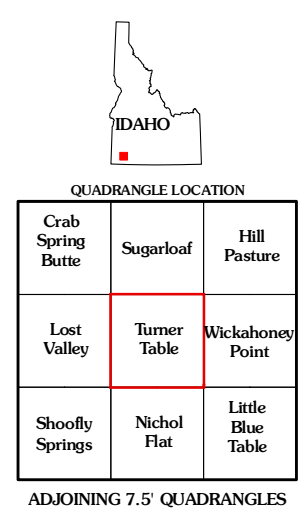 IDAHO
QUADRANGLE LOCATION
Crab
Spring
Butte
Sugarloaf
Hill
Pasture
Lost
Valley
Turner
Table
Wickahoney
Point
Shoofly
Springs
Nichol
Flat
Little
Blue
Table
ADJOINING 7.5' QUADRANGLES